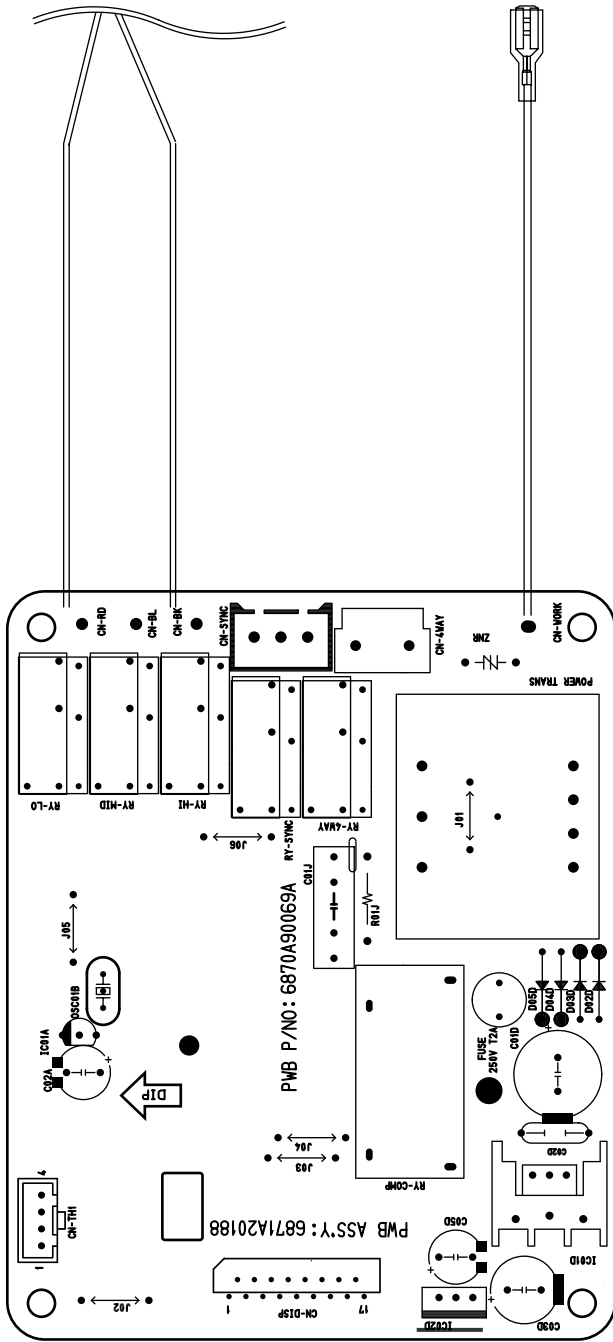 CN-RD
CN-BL
CN-BK
CN-SYNC
CN-4WAY
ZNR
CN-WORK
POWER TRANS
RY-LO
RY-MID
RY-HI
RY-SYNC
RY-4WAY
J06
J01
C01J
R01J
J05
OSC01B
IC01A
C02A
DIP
PWB P/NO: 6870A90069A
FUSE
250V T2A
C01D
D05D
D04D
D03D
D02D
+
+
J04
J03
RY-COMP
C02D
4
CN-TH1
1
PWB ASS'Y: 6871A20188
C05D
IC01D
J02
1
CN-DISP
17
+
IC02D
+
C03D